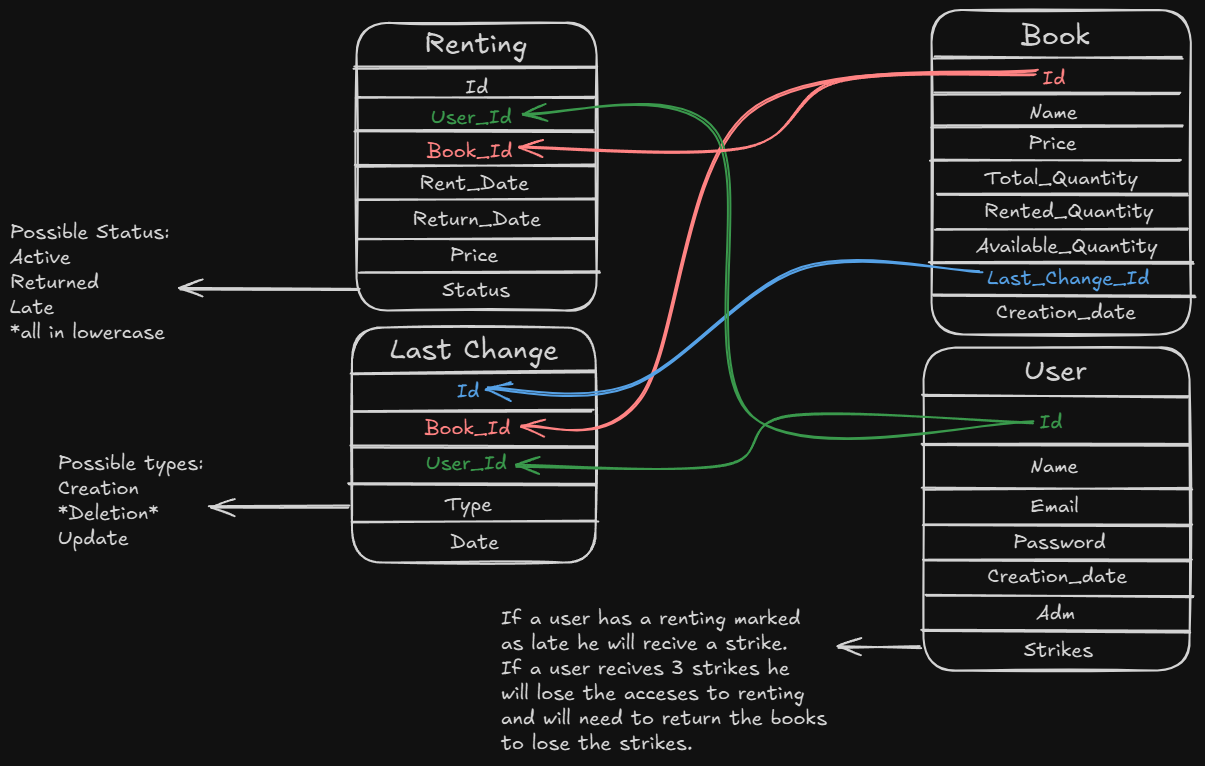 Renting
Id
User_Id
Book_Id
Rent_Date
Return_Date
Price
Status
Possible Status:
Active
Returned
Late
*all in lowercase
Last Change
Id
Book_Id
User_Id
Type
Date
Possible types:
Creation
*Deletion*
Update
Book
Id
Name
Price
Total_Quantity
Rented_Quantity
Available_Quantity
Last_Change_Id
Creation_date
User
Id
Name
Email
Password
Creation_date
Adm
Strikes
If a user has a renting marked
as late he will recive a strike.
If a user recives 3 strikes he
will lose the acceses to renting
and will need to return the books
to lose the strikes.